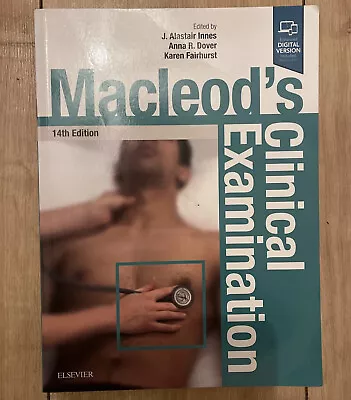 Edited by
J. Alastair Innes
Anna R. Dover
Karen Fairhurst
DIGITAL
VERSION
Macleod's
Clinical
Examination
14th Edition
ELSEVIER